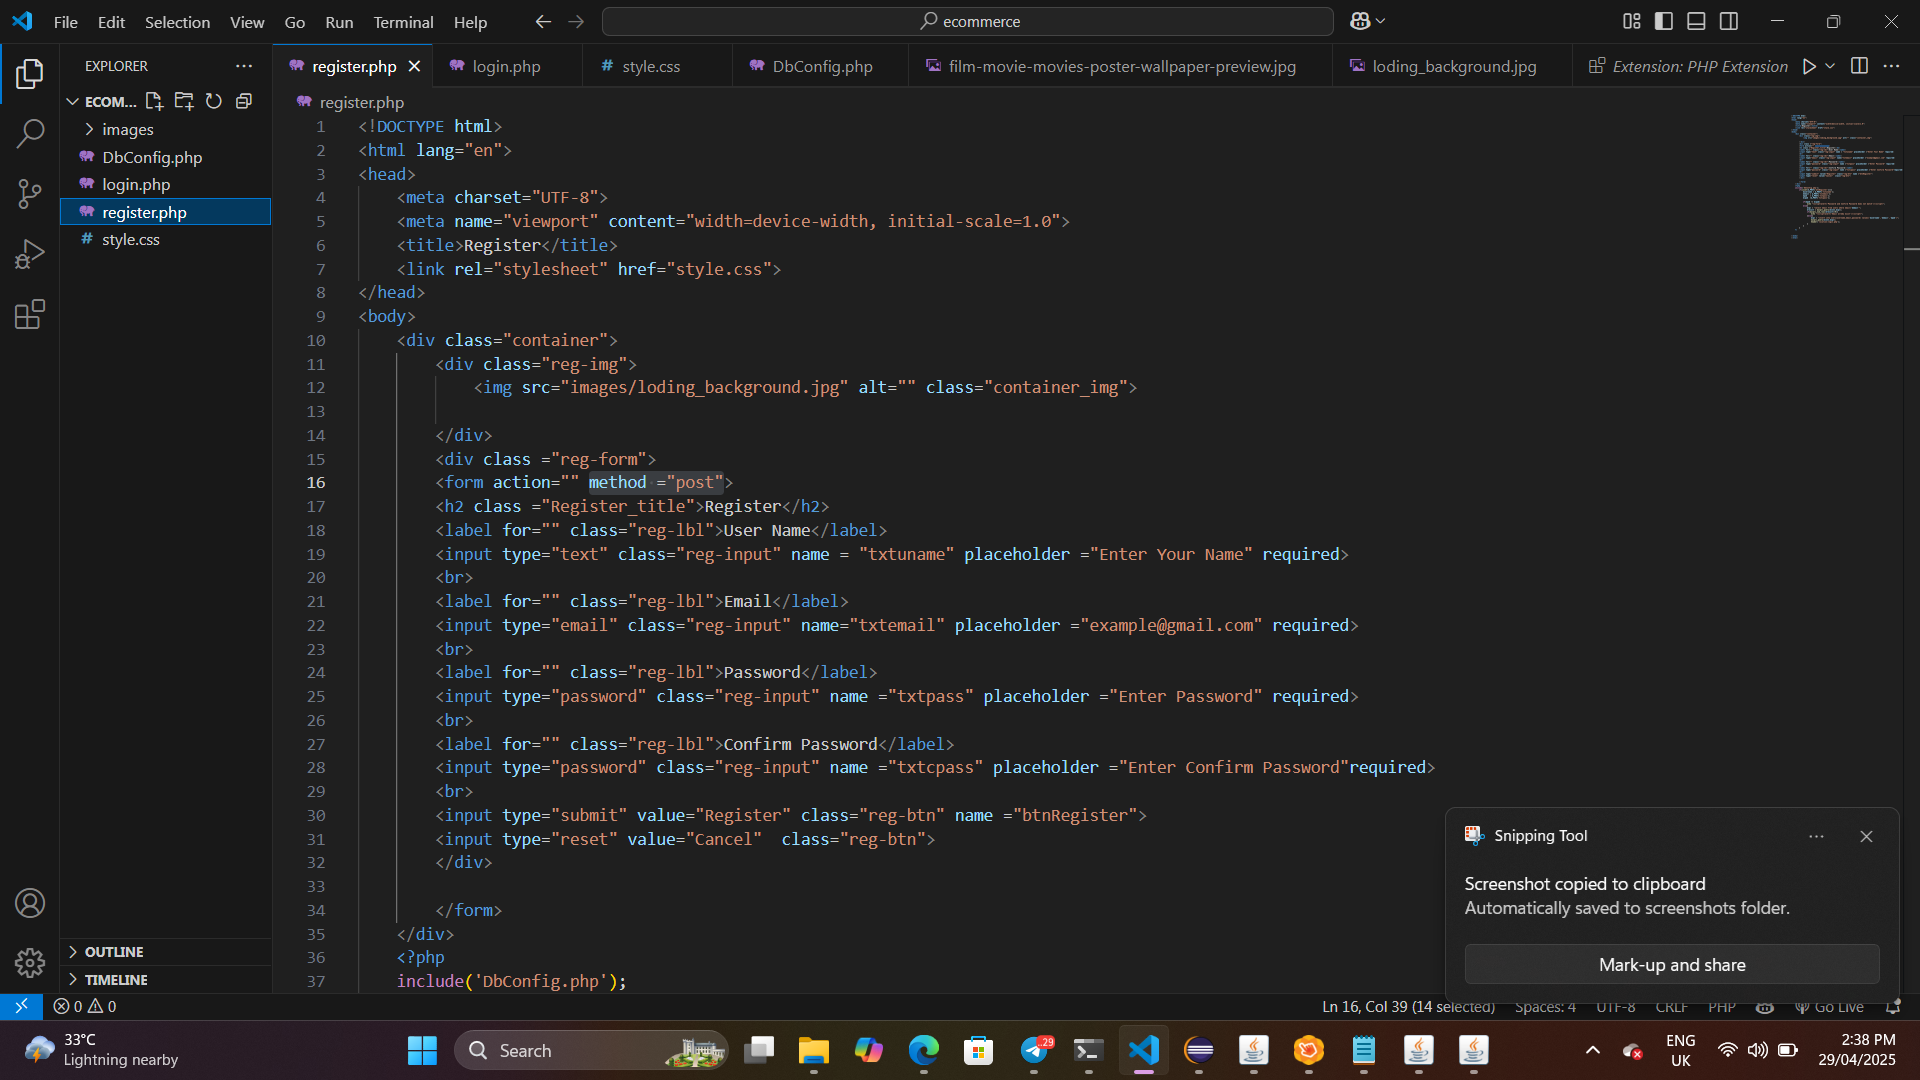 File Edit Selection View Go Run Terminal Help
ecommerce
EXPLORER
ECOM...
images
DbConfig.php
login.php
register.php
style.css
OUTLINE
TIMELINE
register.php
login.php
# style.css
DbConfig.php
film-movie-movies-poster-wallpaper-preview.jpg
loding_background.jpg
Extension: PHP Extension
register.php
1 <!DOCTYPE html>
2 <html lang="en">
3 <head>
4 <meta charset="UTF-8">
5 <meta name="viewport" content="width=device-width, initial-scale=1.0">
6 <title>Register</title>
7 <link rel="stylesheet" href="style.css">
8 </head>
9 <body>
10 <div class="container">
11 <div class="reg-img">
12 <img src="images/loding_background.jpg" alt="" class="container_img">
13
14 </div>
15 <div class ="reg-form">
16 <form action="" method ="post">
17 <h2 class ="Register_title">Register</h2>
18 <label for="" class="reg-lbl">User Name</label>
19 <input type="text" class="reg-input" name = "txtuname" placeholder ="Enter Your Name" required>
20 <br>
21 <label for="" class="reg-lbl">Email</label>
22 <input type="email" class="reg-input" name="txtemail" placeholder ="example@gmail.com" required>
23 <br>
24 <label for="" class="reg-lbl">Password</label>
25 <input type="password" class="reg-input" name ="txtpass" placeholder ="Enter Password" required>
26 <br>
27 <label for="" class="reg-lbl">Confirm Password</label>
28 <input type="password" class="reg-input" name ="txtcpass" placeholder ="Enter Confirm Password"required>
29 <br>
30 <input type="submit" value="Register" class="reg-btn" name ="btnRegister">
31 <input type="reset" value="Cancel"  class="reg-btn">
32 </div>
33
34 </form>
35 </div>
36 <?php
37 include('DbConfig.php');
Snipping Tool
Screenshot copied to clipboard
Automatically saved to screenshots folder.
Mark-up and share
0 0
Ln 16, Col 39 (14 selected) Spaces: 4 UTF-8 CRLF PHP Go Live
33°C
Lightning nearby
Search
.29
ENG
UK
2:38 PM
29/04/2025